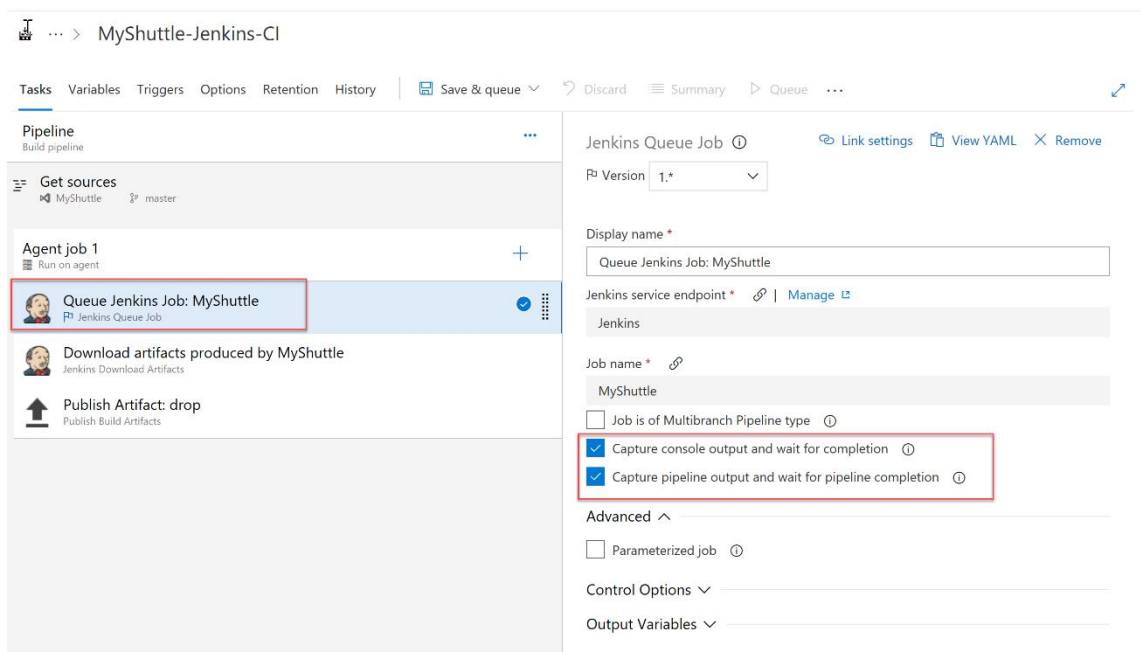 ... > MyShuttle-Jenkins-CI
Tasks Variables Triggers Options Retention History Save & queue Discard Summary Queue ...
Pipeline ...
Build pipeline
Get sources
MyShuttle master
Agent job 1
Run on agent
Queue Jenkins Job: MyShuttle
Jenkins Queue Job
Download artifacts produced by MyShuttle
Jenkins Download Artifacts
Publish Artifact: drop
Publish Build Artifacts
Jenkins Queue Job Link settings View YAML Remove
Version 1.*
Display name *
Queue Jenkins Job: MyShuttle
Jenkins service endpoint * | Manage
Jenkins
Job name *
MyShuttle
Job is of Multibranch Pipeline type
Capture console output and wait for completion
Capture pipeline output and wait for pipeline completion
Advanced
Parameterized job
Control Options
Output Variables